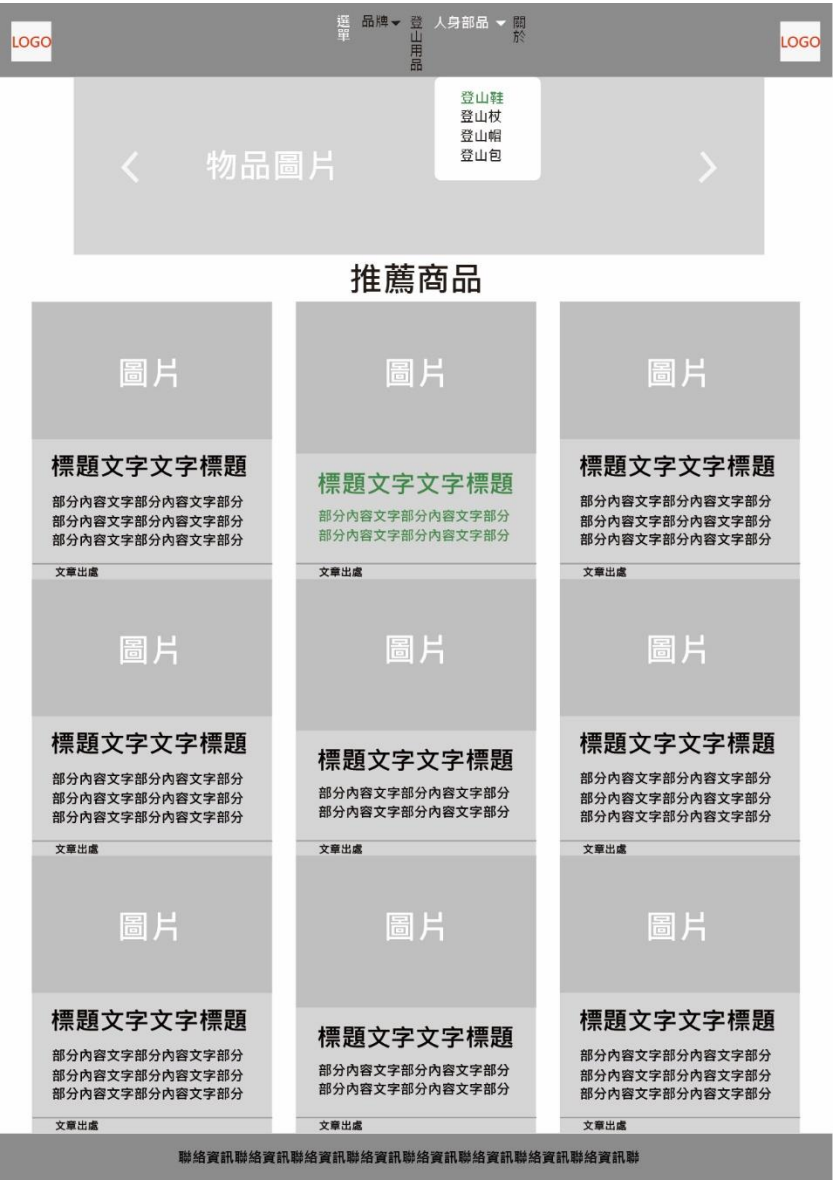 LOGO
選單
品牌
登山用品
人身部品
關於
LOGO
登山鞋
登山杖
登山帽
登山包
物品圖片
推薦商品
圖片
標題文字文字標題
部分內容文字部分內容文字部分
部分內容文字部分內容文字部分
部分內容文字部分內容文字部分
文章出處
圖片
標題文字文字標題
部分內容文字部分內容文字部分
部分內容文字部分內容文字部分
文章出處
圖片
標題文字文字標題
部分內容文字部分內容文字部分
部分內容文字部分內容文字部分
部分內容文字部分內容文字部分
文章出處
圖片
標題文字文字標題
部分內容文字部分內容文字部分
部分內容文字部分內容文字部分
部分內容文字部分內容文字部分
文章出處
圖片
標題文字文字標題
部分內容文字部分內容文字部分
部分內容文字部分內容文字部分
文章出處
圖片
標題文字文字標題
部分內容文字部分內容文字部分
部分內容文字部分內容文字部分
部分內容文字部分內容文字部分
文章出處
圖片
標題文字文字標題
部分內容文字部分內容文字部分
部分內容文字部分內容文字部分
部分內容文字部分內容文字部分
文章出處
圖片
標題文字文字標題
部分內容文字部分內容文字部分
部分內容文字部分內容文字部分
文章出處
圖片
標題文字文字標題
部分內容文字部分內容文字部分
部分內容文字部分內容文字部分
部分內容文字部分內容文字部分
文章出處
聯絡資訊聯絡資訊聯絡資訊聯絡資訊聯絡資訊聯絡資訊聯絡資訊聯絡資訊聯